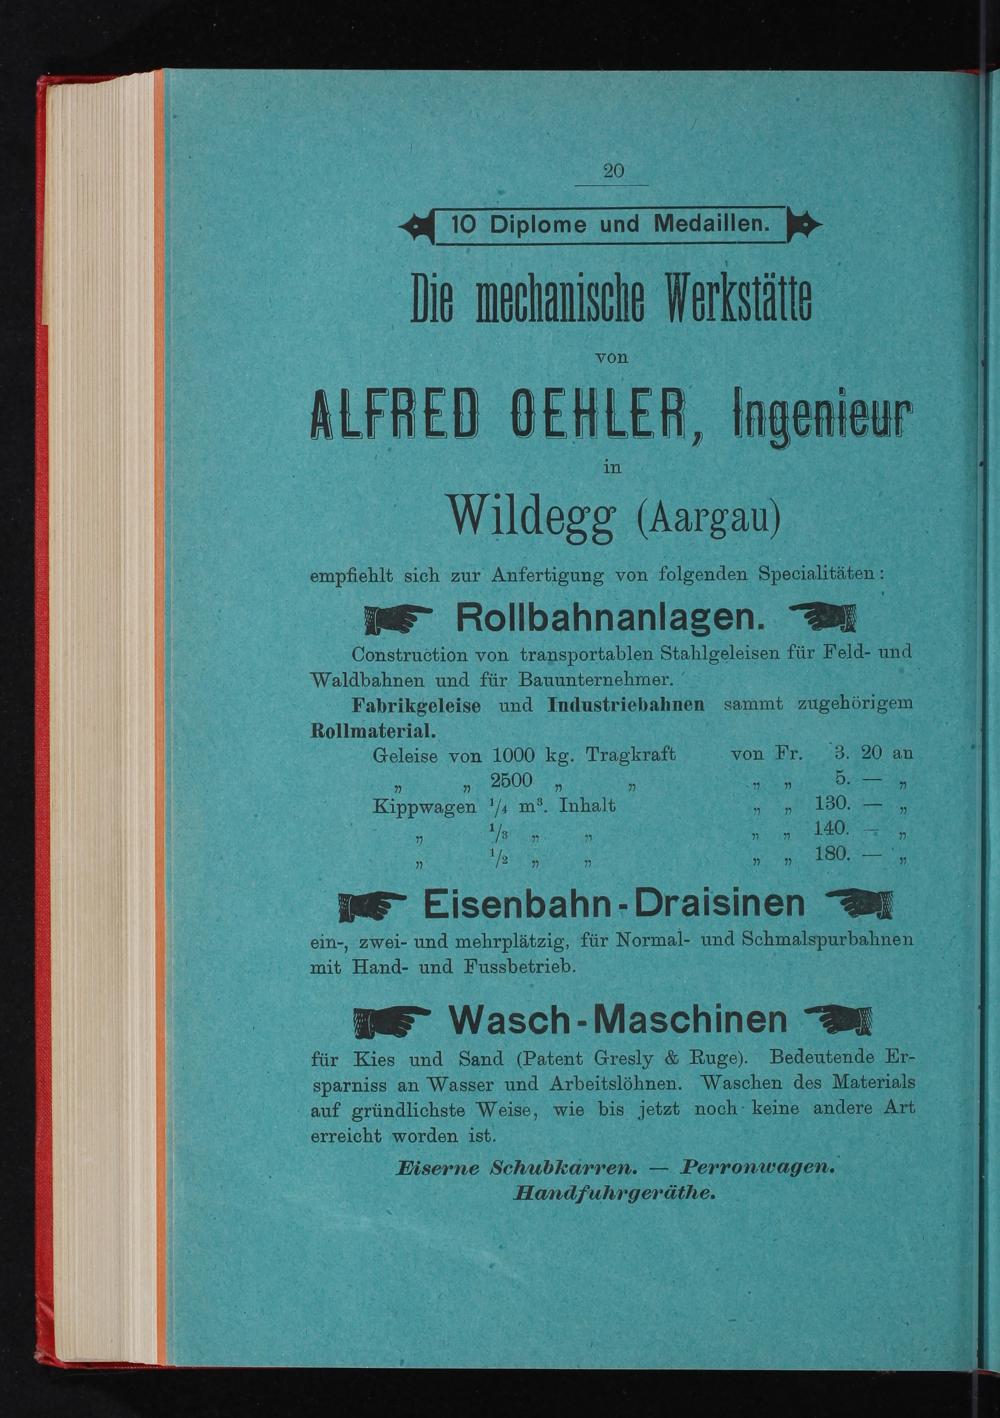 20
10 Diplome und Medaillen.
Die mechanische Werkstätte
von
ALFRED OEHLER, Ingenieur
in
Wildegg (Aargau)
empfiehlt sich zur Anfertigung von folgenden Specialitäten:
Rollbahnanlagen.
Construction von transportablen Stahlgeleisen für Feld- und
Waldbahnen und für Bauunternehmer.
Fabrikgeleise und Industriebahnen sammt zugehörigem
Rollmaterial.
Geleise von 1000 kg. Tragkraft von Fr. 3. 20 an
„ „ 2500 „ „ „ „ 5. — „
Kippwagen 1/4 m³. Inhalt „ „ 130. — „
„ 1/3 „ „ „ „ 140. — „
„ 1/2 „ „ „ „ 180. — „
Eisenbahn-Draisinen
ein-, zwei- und mehrplätzig, für Normal- und Schmalspurbahnen
mit Hand- und Fussbetrieb.
Wasch-Maschinen
für Kies und Sand (Patent Gresly & Ruge). Bedeutende Er-
sparniss an Wasser und Arbeitslöhnen. Waschen des Materials
auf gründlichste Weise, wie bis jetzt noch keine andere Art
erreicht worden ist.
Eiserne Schubkarren. — Perronwagen.
Handfuhrgeräthe.